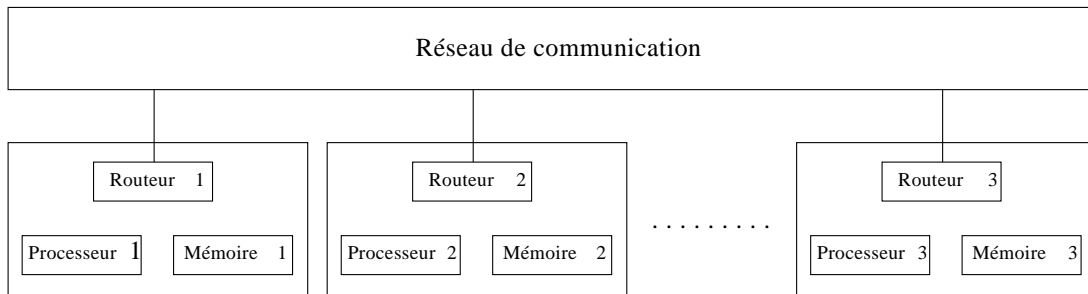 Réseau de communication
Routeur 1
Routeur 2
Routeur 3
Processeur 1
Mémoire 1
Processeur 2
Mémoire 2
. . . . . . . . .
Processeur 3
Mémoire 3